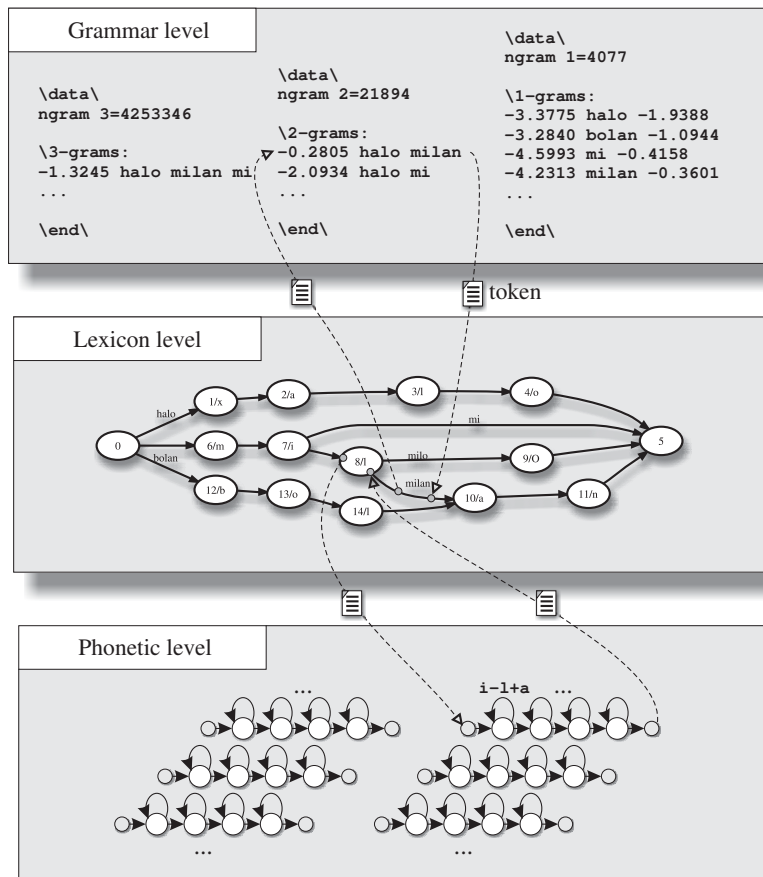 Grammar level
\data\
ngram 3=4253346
\3-grams:
-1.3245 halo milan mi
...
\end\
\data\
ngram 2=21894
\2-grams:
-0.2805 halo milan
-2.0934 halo mi
...
\end\
\data\
ngram 1=4077
\1-grams:
-3.3775 halo -1.9388
-3.2840 bolan -1.0944
-4.5993 mi -0.4158
-4.2313 milan -0.3601
...
\end\
token
Lexicon level
halo
1/x
2/a
3/l
4/o
0
6/m
7/i
mi
5
bolan
8/l
milo
9/O
milan
12/b
13/o
14/l
10/a
11/n
Phonetic level
...
i-l+a
...
...
...